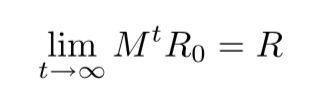 lim_{t→∞} M^t R_0 = R